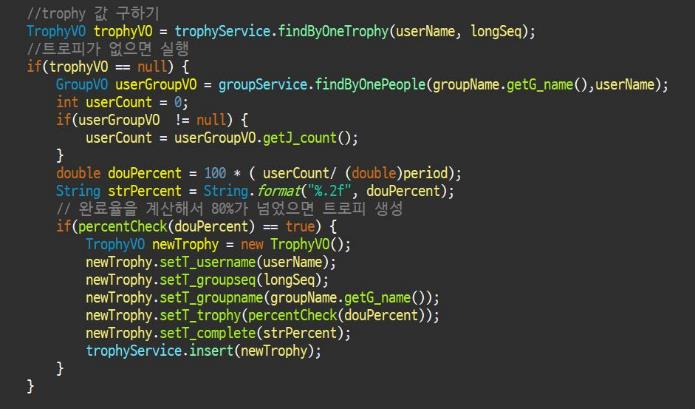 //trophy 값 구하기
TrophyVO trophyVO = trophyService.findByOneTrophy(userName, longSeq);
//트로피가 없으면 실행
if(trophyVO == null) {
    GroupVO userGroupVO = groupService.findByOnePeople(groupName.getG_name(),userName);
    int userCount = 0;
    if(userGroupVO  != null) {
        userCount = userGroupVO.getJ_count();
    }
    double douPercent = 100 * ( userCount/ (double)period);
    String strPercent = String.format("%.2f", douPercent);
    // 완료율을 계산해서 80%가 넘었으면 트로피 생성
    if(percentCheck(douPercent) == true) {
        TrophyVO newTrophy = new TrophyVO();
        newTrophy.setT_username(userName);
        newTrophy.setT_groupseq(longSeq);
        newTrophy.setT_groupname(groupName.getG_name());
        newTrophy.setT_trophy(percentCheck(douPercent));
        newTrophy.setT_complete(strPercent);
        trophyService.insert(newTrophy);
    }
}